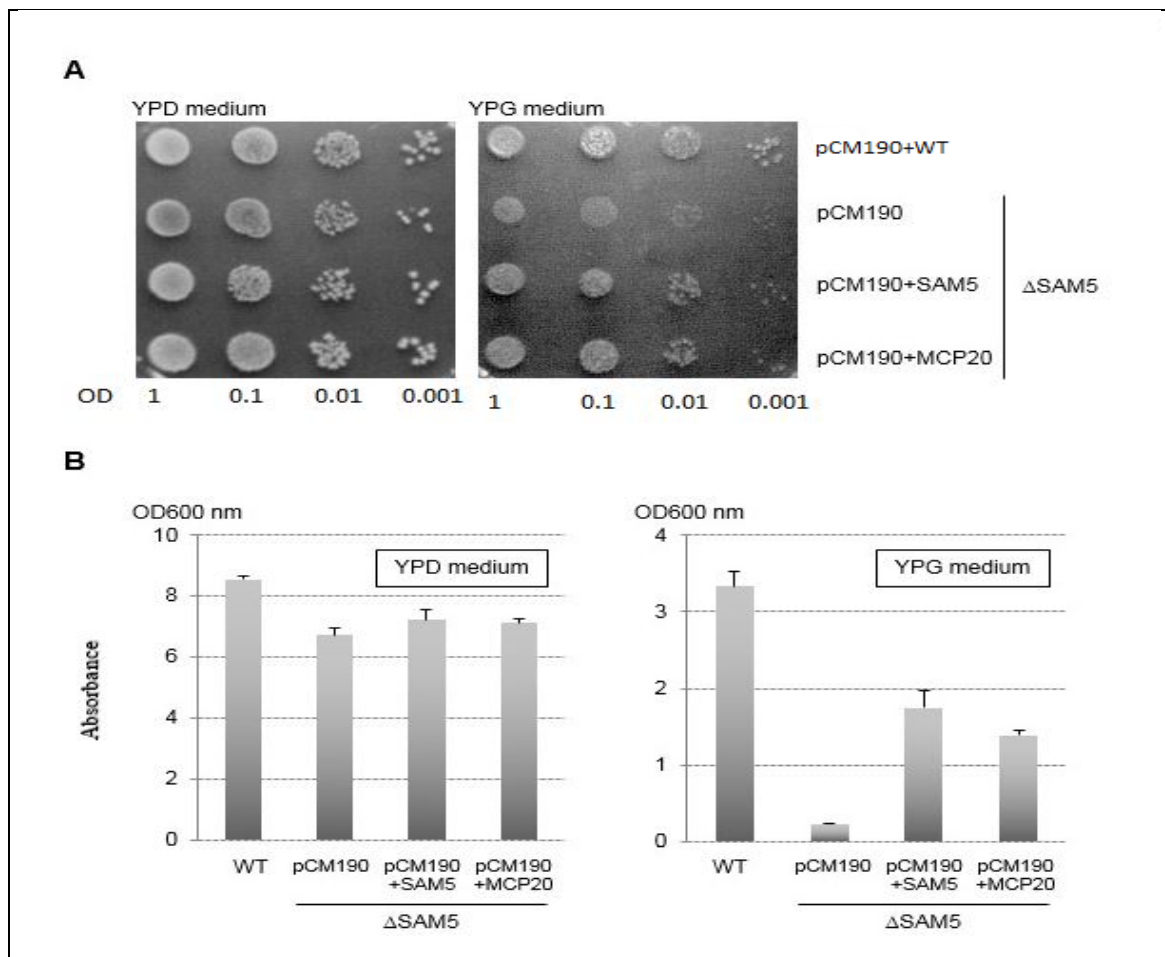 A
YPD medium
YPG medium
pCM190+WT
pCM190
pCM190+SAM5
ΔSAM5
pCM190+MCP20
OD 1 0.1 0.01 0.001
1 0.1 0.01 0.001
B
OD600 nm
10
8
6
4
2
0
Absorbance
YPD medium
WT
pCM190
pCM190
+SAM5
pCM190
+MCP20
ΔSAM5
OD600 nm
4
3
2
1
0
YPG medium
WT
pCM190
pCM190
+SAM5
pCM190
+MCP20
ΔSAM5